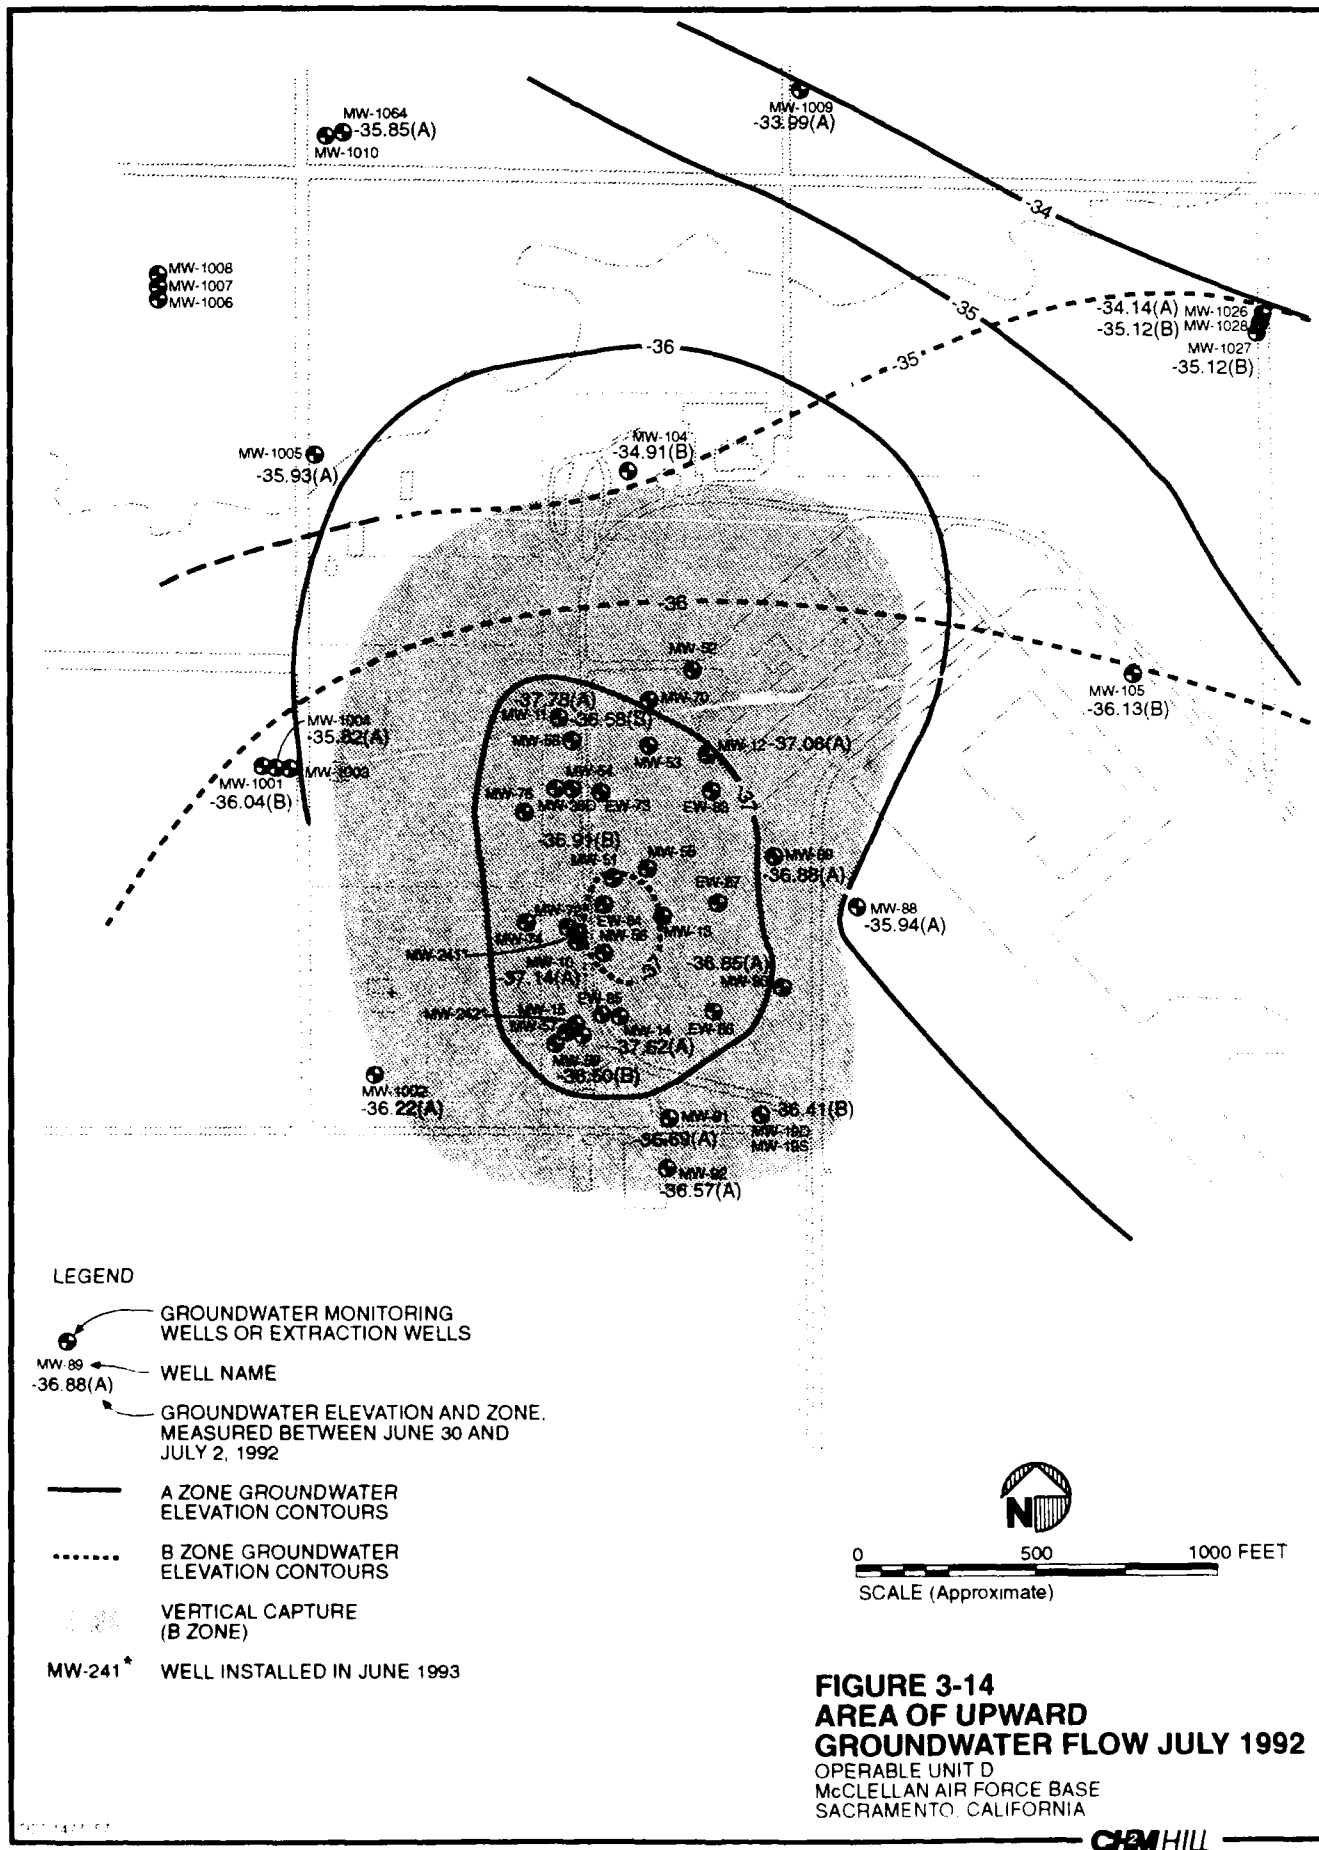 MW-1064
-35.85(A)
MW-1010
MW-1009
-33.99(A)
-34
MW-1008
MW-1007
MW-1006
-35
-34.14(A) MW-1026
-35.12(B) MW-1028
MW-1027
-35.12(B)
-36
-35
MW-104
-34.91(B)
MW-1005
-35.93(A)
-36
MW-52
MW-105
-36.13(B)
-37.78(A)
MW-70
MW-11
-36.58(B)
MW-1004
-35.82(A)
MW-12 -37.08(A)
MW-53
MW-1001
MW-1003
-36.04(B)
MW-54
EW-73
-37
-36.91(B)
MW-51
MW-89
-36.88(A)
EW-87
MW-88
-35.94(A)
EW-84
MW-13
MW-74
MW-241*
MW-10
-37.14(A)
-36.85(A)
-37
EW-85
MW-15
MW-242*
MW-57
MW-14
EW-86
-37.62(A)
-36.50(B)
MW-1002
-36.22(A)
MW-91
-36.69(A)
-36.41(B)
MW-19D
MW-19S
MW-92
-36.57(A)
LEGEND
GROUNDWATER MONITORING
WELLS OR EXTRACTION WELLS
MW-89
WELL NAME
-36.88(A)
GROUNDWATER ELEVATION AND ZONE,
MEASURED BETWEEN JUNE 30 AND
JULY 2, 1992
A ZONE GROUNDWATER
ELEVATION CONTOURS
B ZONE GROUNDWATER
ELEVATION CONTOURS
VERTICAL CAPTURE
(B ZONE)
MW-241* WELL INSTALLED IN JUNE 1993
N
0 500 1000 FEET
SCALE (Approximate)
FIGURE 3-14
AREA OF UPWARD
GROUNDWATER FLOW JULY 1992
OPERABLE UNIT D
McCLELLAN AIR FORCE BASE
SACRAMENTO, CALIFORNIA
CH2M HILL